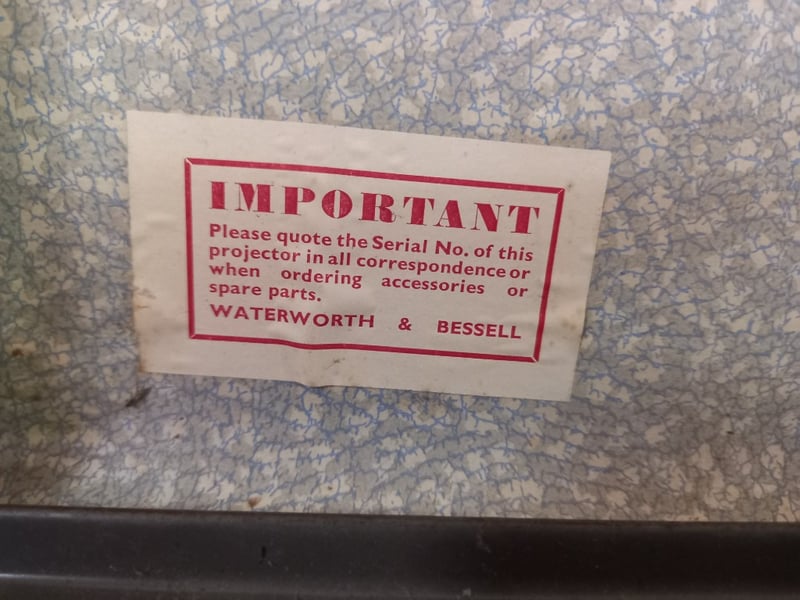 IMPORTANT
Please quote the Serial No. of this
projector in all correspondence or
when ordering accessories or
spare parts.
WATERWORTH & BESSELL